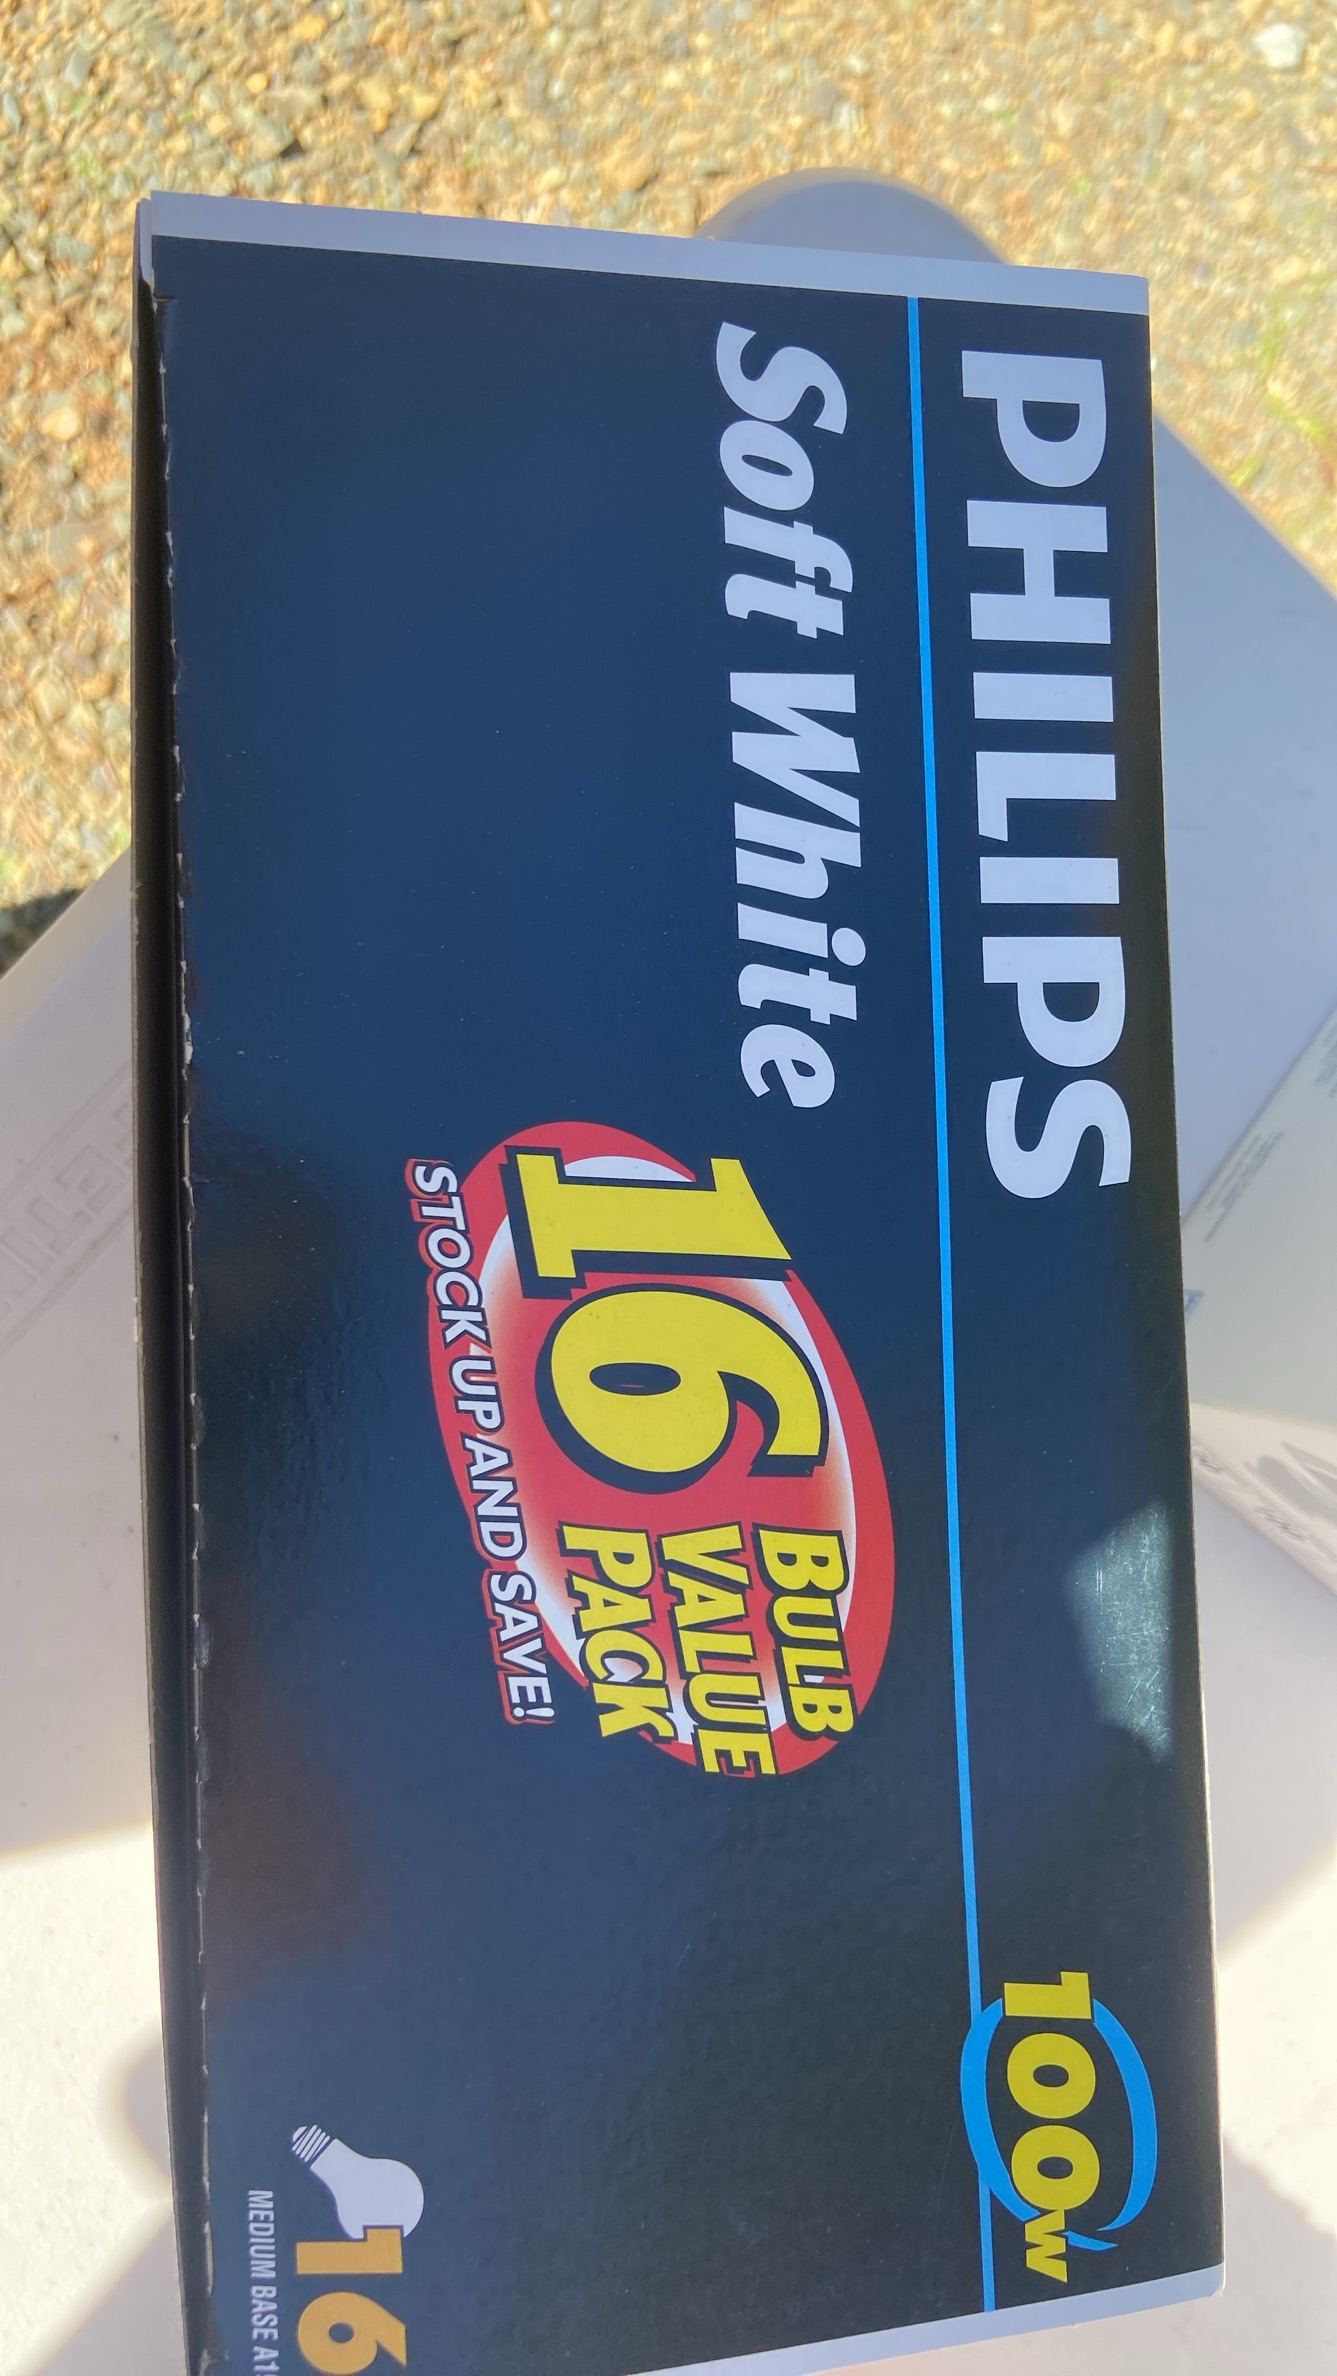 PHILIPS
100W
Soft White
16
BULB
VALUE
PACK
STOCK UP AND SAVE!
16
MEDIUM BASE